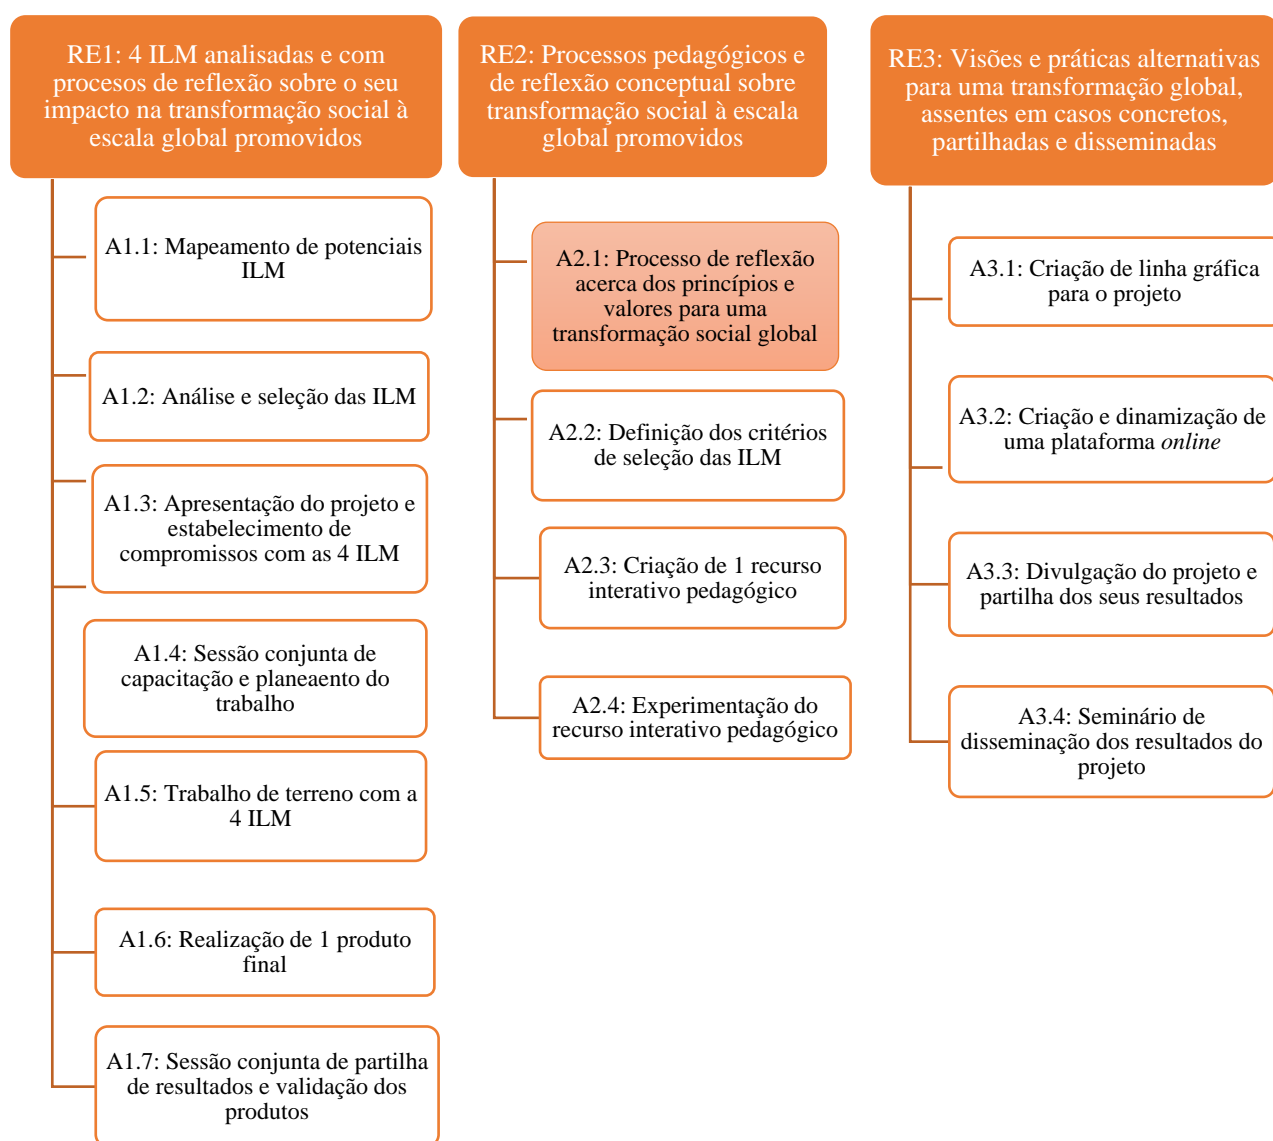 RE1: 4 ILM analisadas e com
procesos de reflexão sobre o seu
impacto na transformação social à
escala global promovidos
A1.1: Mapeamento de potenciais
ILM
A1.2: Análise e seleção das ILM
A1.3: Apresentação do projeto e
estabelecimento de
compromissos com as 4 ILM
A1.4: Sessão conjunta de
capacitação e planeaento do
trabalho
A1.5: Trabalho de terreno com a
4 ILM
A1.6: Realização de 1 produto
final
A1.7: Sessão conjunta de partilha
de resultados e validação dos
produtos
RE2: Processos pedagógicos e
de reflexão conceptual sobre
transformação social à escala
global promovidos
A2.1: Processo de reflexão
acerca dos princípios e
valores para uma
transformação social global
A2.2: Definição dos critérios
de seleção das ILM
A2.3: Criação de 1 recurso
interativo pedagógico
A2.4: Experimentação do
recurso interativo pedagógico
RE3: Visões e práticas alternativas
para uma transformação global,
assentes em casos concretos,
partilhadas e disseminadas
A3.1: Criação de linha gráfica
para o projeto
A3.2: Criação e dinamização de
uma plataforma online
A3.3: Divulgação do projeto e
partilha dos seus resultados
A3.4: Seminário de
disseminação dos resultados do
projeto